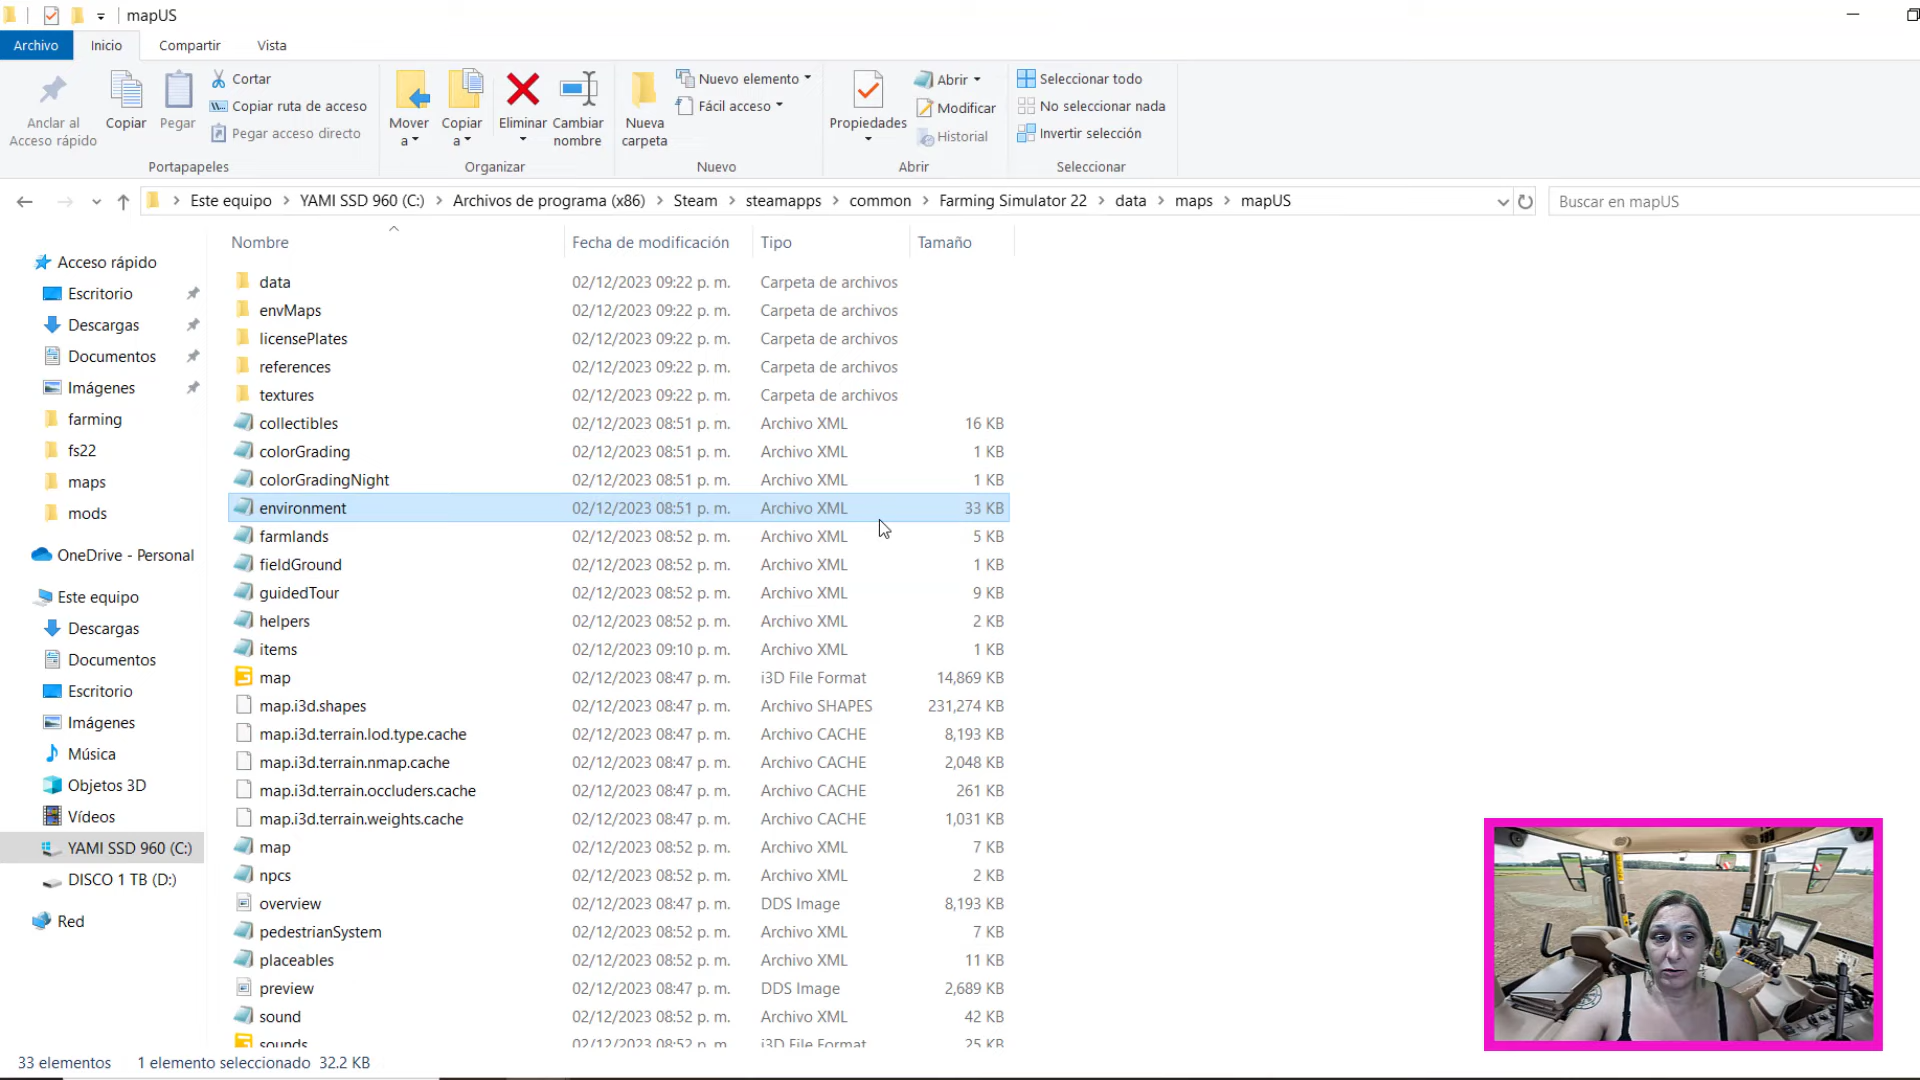 mapUS
Archivo Inicio Compartir Vista
Anclar al Acceso rápido
Copiar
Pegar
Cortar
Copiar ruta de acceso
Pegar acceso directo
Portapapeles
Mover a
Copiar a
Eliminar
Cambiar nombre
Organizar
Nueva carpeta
Nuevo elemento
Fácil acceso
Nuevo
Propiedades
Abrir
Modificar
Historial
Abrir
Seleccionar todo
No seleccionar nada
Invertir selección
Seleccionar
Este equipo YAMI SSD 960 (C:) Archivos de programa (x86) Steam steamapps common Farming Simulator 22 data maps mapUS
Buscar en mapUS
Acceso rápido
Escritorio
Descargas
Documentos
Imágenes
farming
fs22
maps
mods
OneDrive - Personal
Este equipo
Descargas
Documentos
Escritorio
Imágenes
Música
Objetos 3D
Vídeos
YAMI SSD 960 (C:)
DISCO 1 TB (D:)
Red
Nombre Fecha de modificación Tipo Tamaño
data 02/12/2023 09:22 p. m. Carpeta de archivos
envMaps 02/12/2023 09:22 p. m. Carpeta de archivos
licensePlates 02/12/2023 09:22 p. m. Carpeta de archivos
references 02/12/2023 09:22 p. m. Carpeta de archivos
textures 02/12/2023 09:22 p. m. Carpeta de archivos
collectibles 02/12/2023 08:51 p. m. Archivo XML 16 KB
colorGrading 02/12/2023 08:51 p. m. Archivo XML 1 KB
colorGradingNight 02/12/2023 08:51 p. m. Archivo XML 1 KB
environment 02/12/2023 08:51 p. m. Archivo XML 33 KB
farmlands 02/12/2023 08:52 p. m. Archivo XML 5 KB
fieldGround 02/12/2023 08:52 p. m. Archivo XML 1 KB
guidedTour 02/12/2023 08:52 p. m. Archivo XML 9 KB
helpers 02/12/2023 08:52 p. m. Archivo XML 2 KB
items 02/12/2023 09:10 p. m. Archivo XML 1 KB
map 02/12/2023 08:47 p. m. i3D File Format 14,869 KB
map.i3d.shapes 02/12/2023 08:47 p. m. Archivo SHAPES 231,274 KB
map.i3d.terrain.lod.type.cache 02/12/2023 08:47 p. m. Archivo CACHE 8,193 KB
map.i3d.terrain.nmap.cache 02/12/2023 08:47 p. m. Archivo CACHE 2,048 KB
map.i3d.terrain.occluders.cache 02/12/2023 08:47 p. m. Archivo CACHE 261 KB
map.i3d.terrain.weights.cache 02/12/2023 08:47 p. m. Archivo CACHE 1,031 KB
map 02/12/2023 08:52 p. m. Archivo XML 7 KB
npcs 02/12/2023 08:52 p. m. Archivo XML 2 KB
overview 02/12/2023 08:47 p. m. DDS Image 8,193 KB
pedestrianSystem 02/12/2023 08:52 p. m. Archivo XML 7 KB
placeables 02/12/2023 08:52 p. m. Archivo XML 11 KB
preview 02/12/2023 08:47 p. m. DDS Image 2,689 KB
sound 02/12/2023 08:52 p. m. Archivo XML 42 KB
sounds 02/12/2023 08:47 p. m. i3D File Format 25 KB
33 elementos 1 elemento seleccionado 32.2 KB